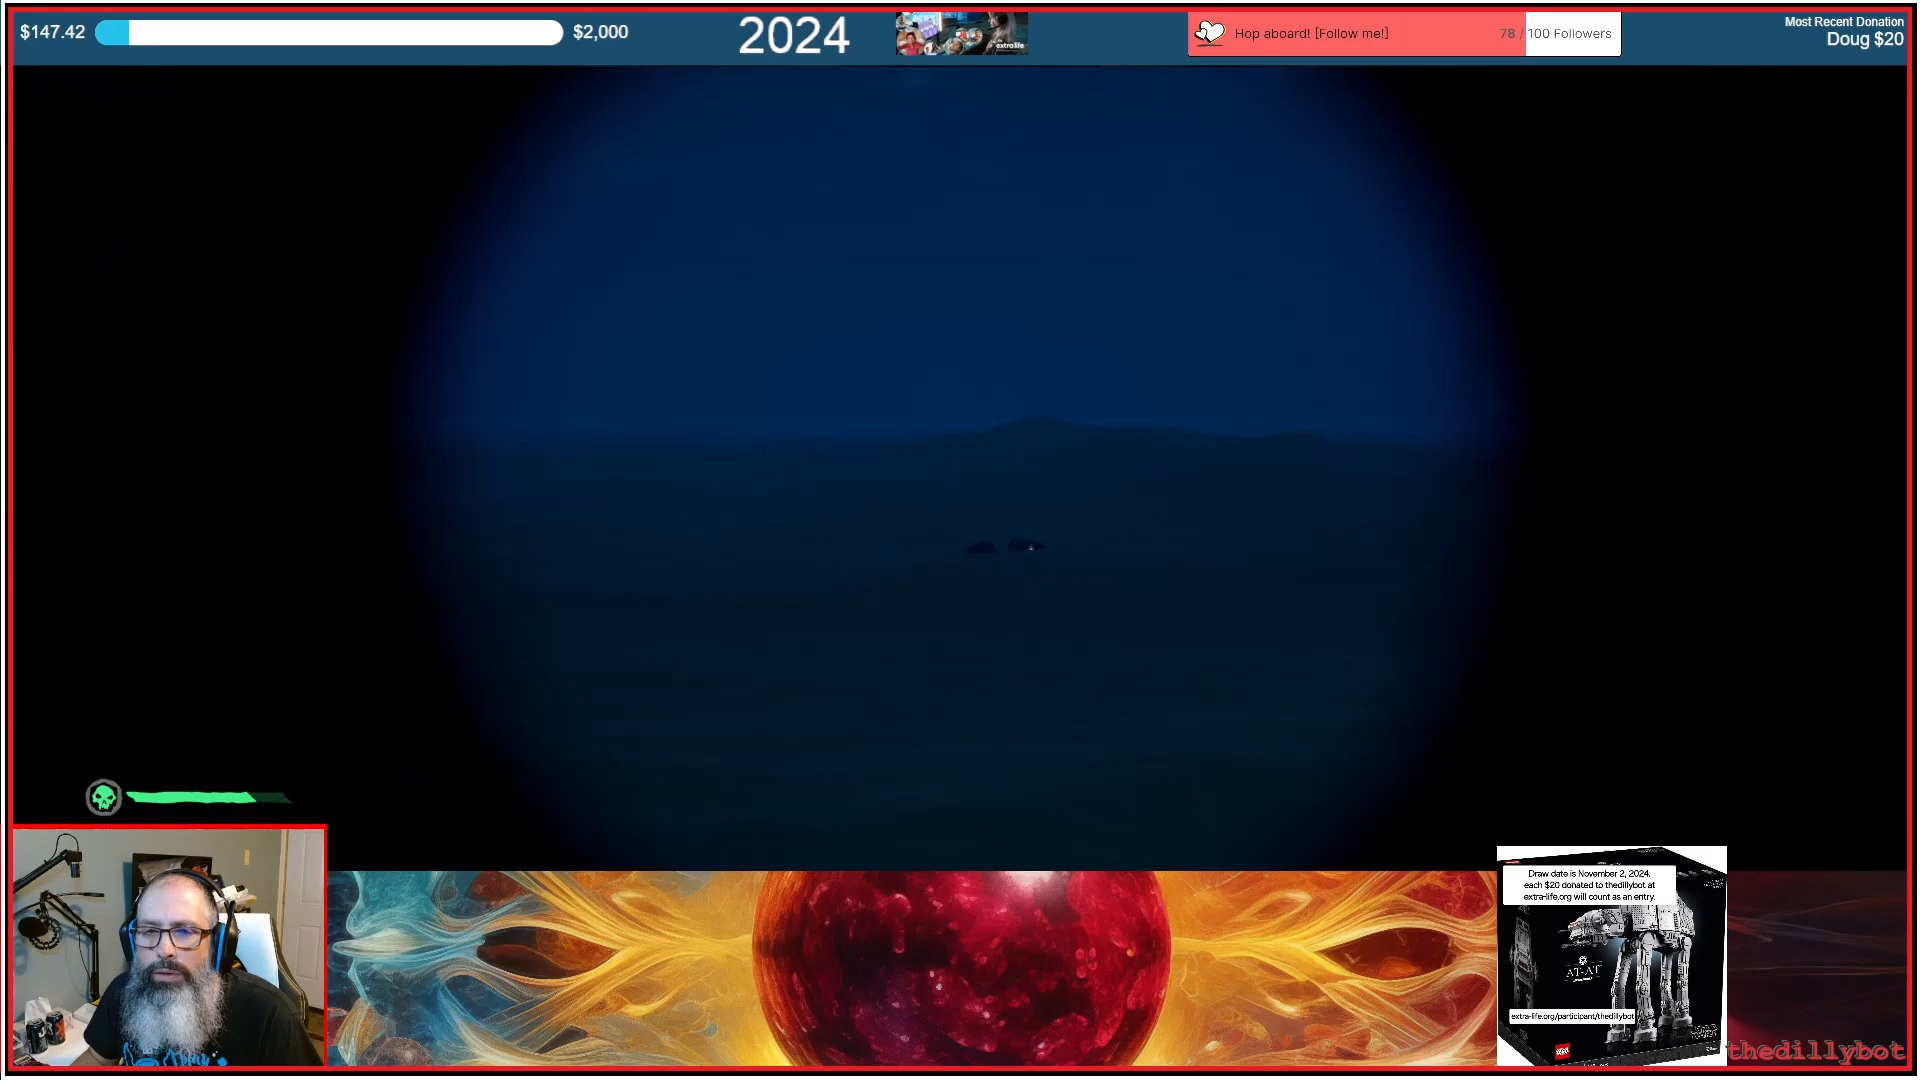 $147.42
$2,000
2024
extralife
Hop aboard! [Follow me!]
78 / 100 Followers
Most Recent Donation
Doug $20
Draw date is November 2, 2024.
each $20 donated to thedillybot at
extra-life.org will count as an entry.
AT-AT
extra-life.org/participant/thedillybot
LEGO
thedillybot